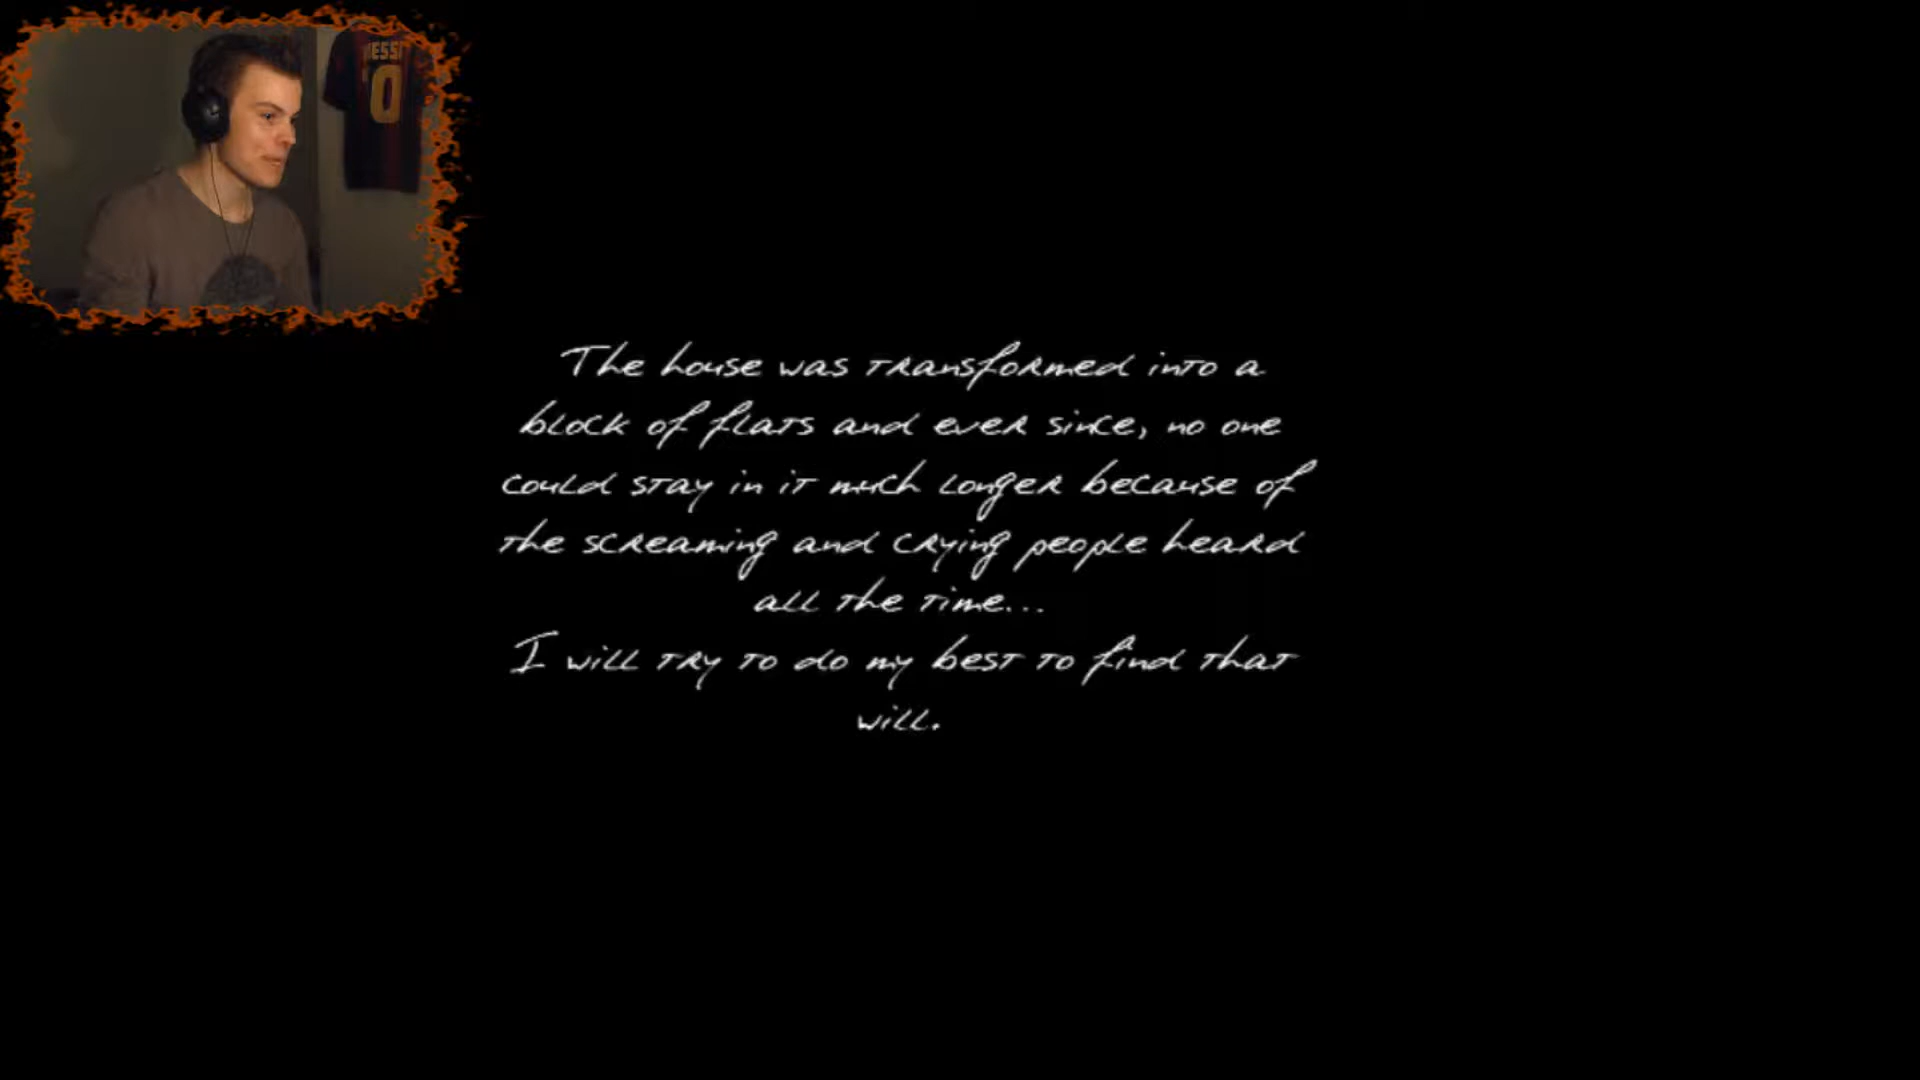 ESSI
0
The house was transformed into a
block of flats and ever since, no one
could stay in it much longer because of
the screaming and crying people heard
all the time...
I will try to do my best to find that
will.